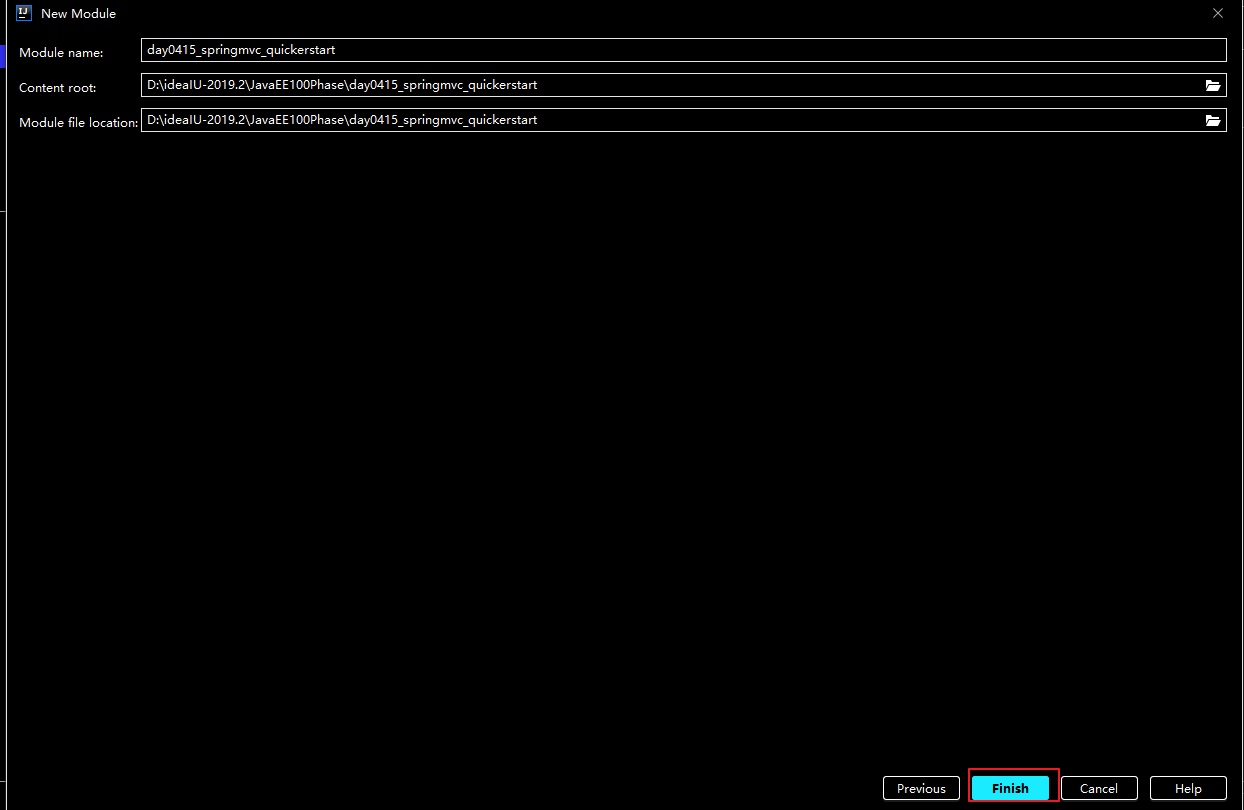 IJ
New Module
Module name:
day0415_springmvc_quickerstart
Content root:
D:\ideaIU-2019.2\JavaEE100Phase\day0415_springmvc_quickerstart
Module file location:
D:\ideaIU-2019.2\JavaEE100Phase\day0415_springmvc_quickerstart
Previous
Finish
Cancel
Help